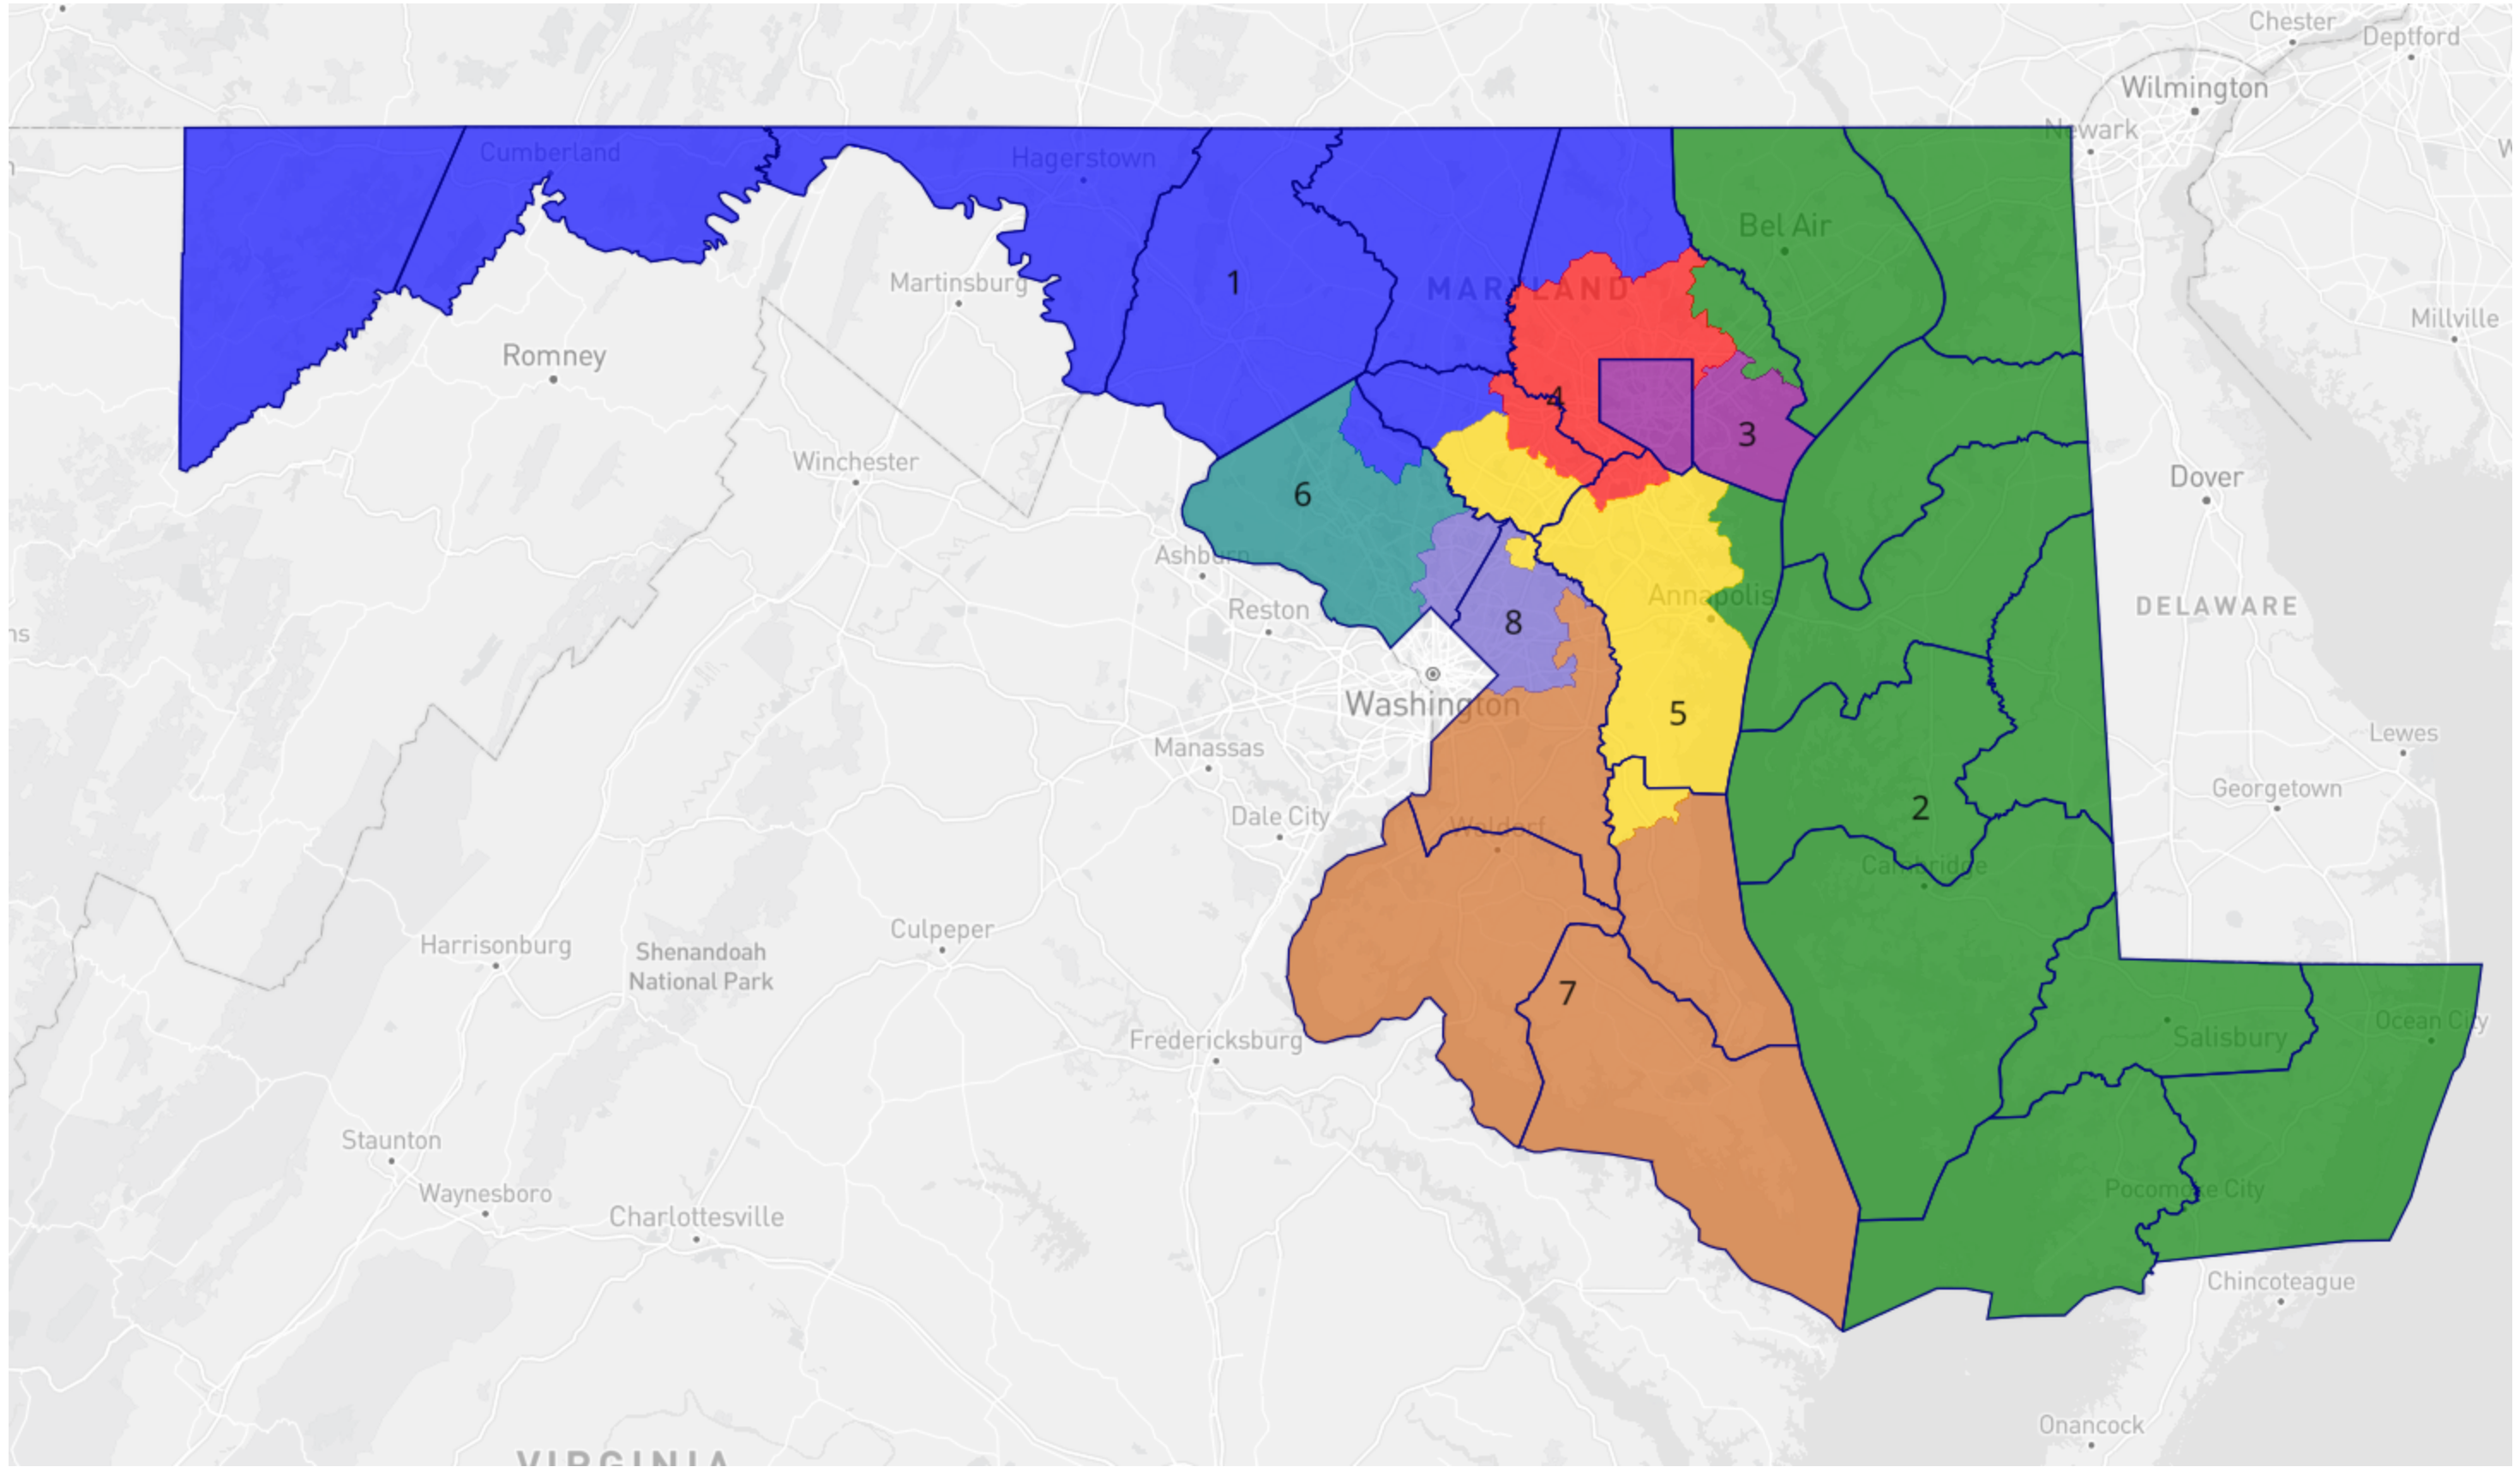 Chester
Deptford
Wilmington
Newark
Cumberland
Hagerstown
Bel Air
1
MARYLAND
Martinsburg
Millville
Romney
4
3
Winchester
6
Dover
Ashburn
Annapolis
Reston
DELAWARE
8
Washington
5
Manassas
Lewes
Georgetown
Dale City
Waldorf
2
Cambridge
Culpeper
Harrisonburg
Shenandoah
National Park
7
Fredericksburg
Ocean City
Salisbury
Staunton
Waynesboro
Pocomoke City
Charlottesville
Chincoteague
Onancock
VIRGINIA